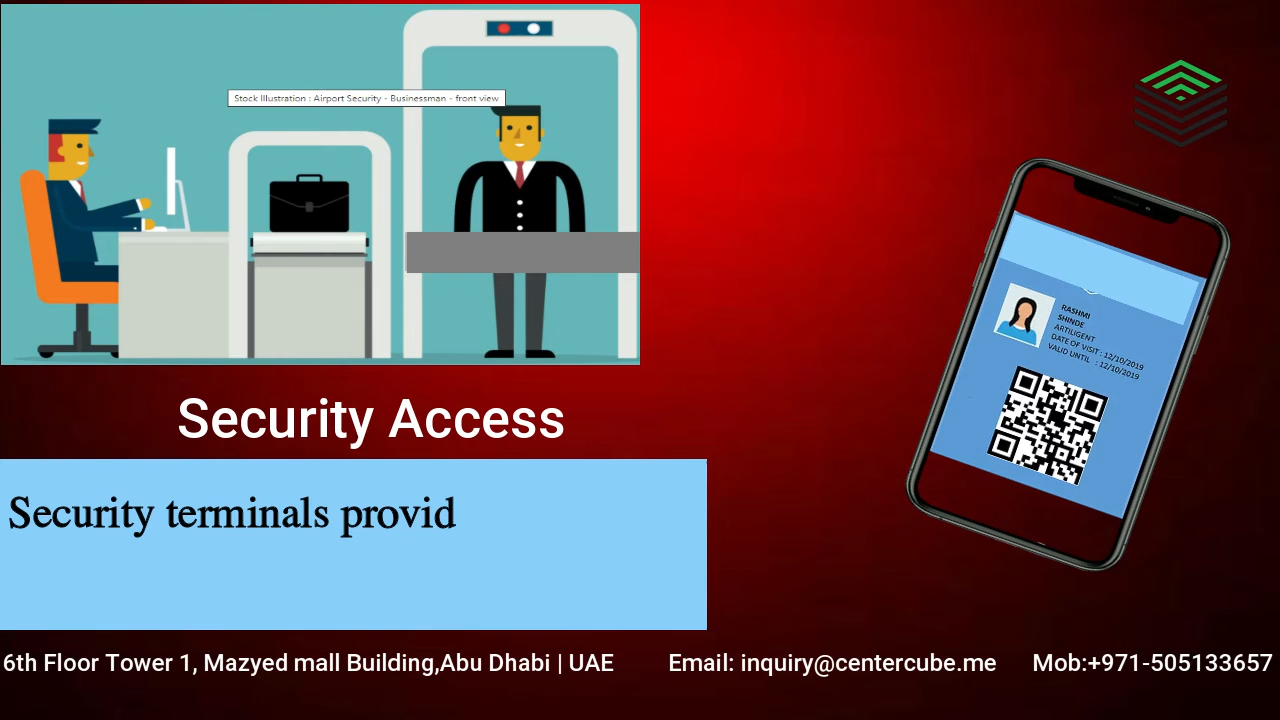 Stock Illustration : Airport Security - Businessman - front view
RASHMI
SHINDE
ARTILIGENT
DATE OF VISIT : 12/10/2019
VALID UNTIL : 12/10/2019
Security Access
Security terminals provid
6th Floor Tower 1, Mazyed mall Building,Abu Dhabi | UAE
Email: inquiry@centercube.me
Mob:+971-505133657